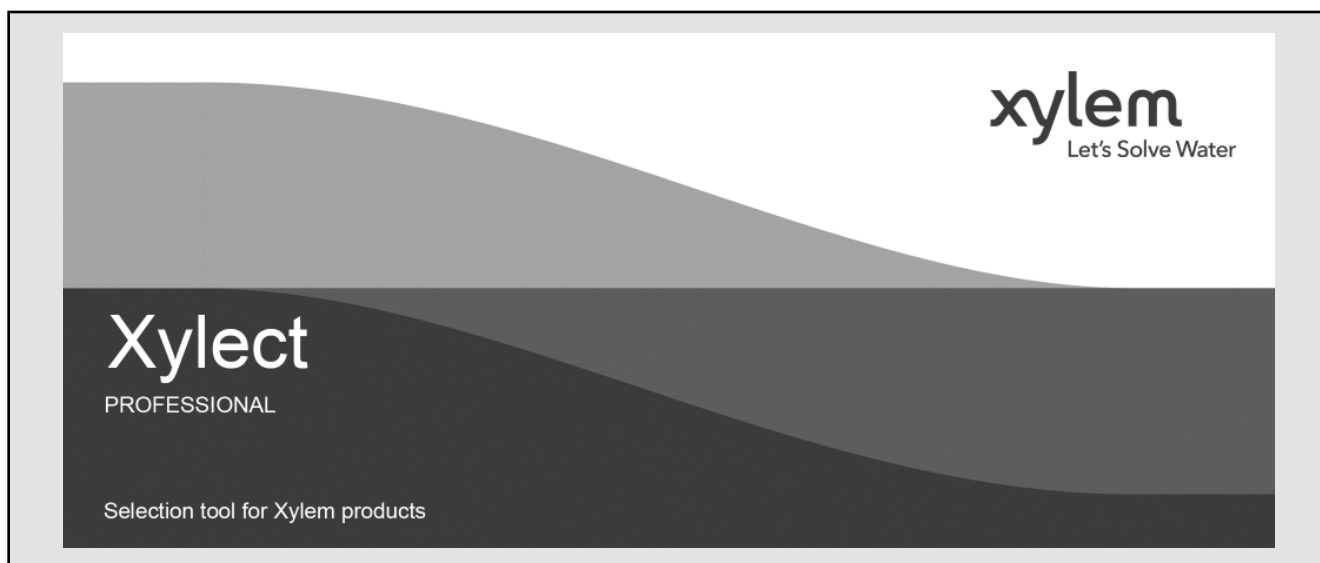 xylem
Let's Solve Water
Xylect
PROFESSIONAL
Selection tool for Xylem products